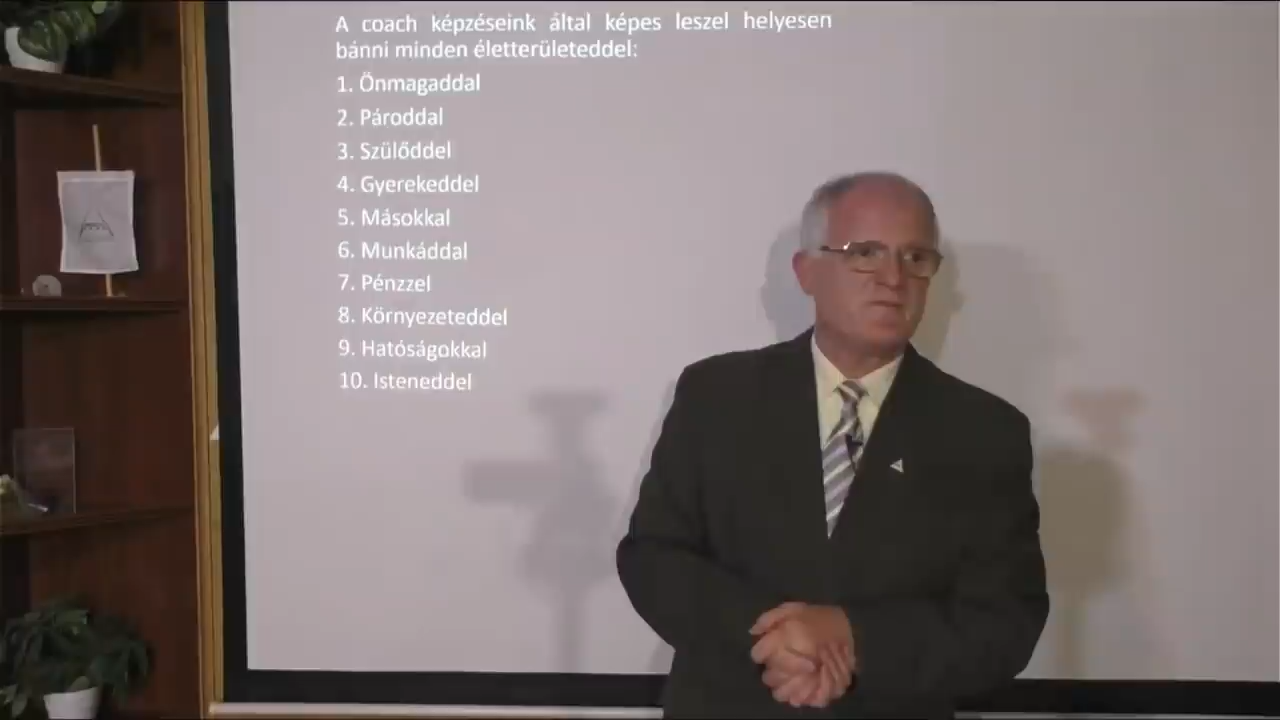 A coach képzéseink által képes leszel helyesen
bánni minden életterületeddel:
1. Önmagaddal
2. Pároddal
3. Szülőddel
4. Gyerekeddel
5. Másokkal
6. Munkáddal
7. Pénzzel
8. Környezeteddel
9. Hatóságokkal
10. Isteneddel